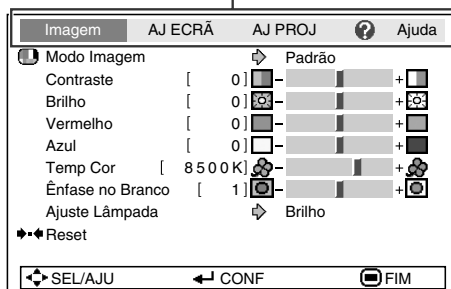 Imagem AJ ECRÃ AJ PROJ ? Ajuda
Modo Imagem Padrão
Contraste [ 0] - +
Brilho [ 0] - +
Vermelho [ 0] - +
Azul [ 0] - +
Temp Cor [ 8500K] - +
Ênfase no Branco [ 1] - +
Ajuste Lâmpada Brilho
Reset
SEL/AJU CONF FIM